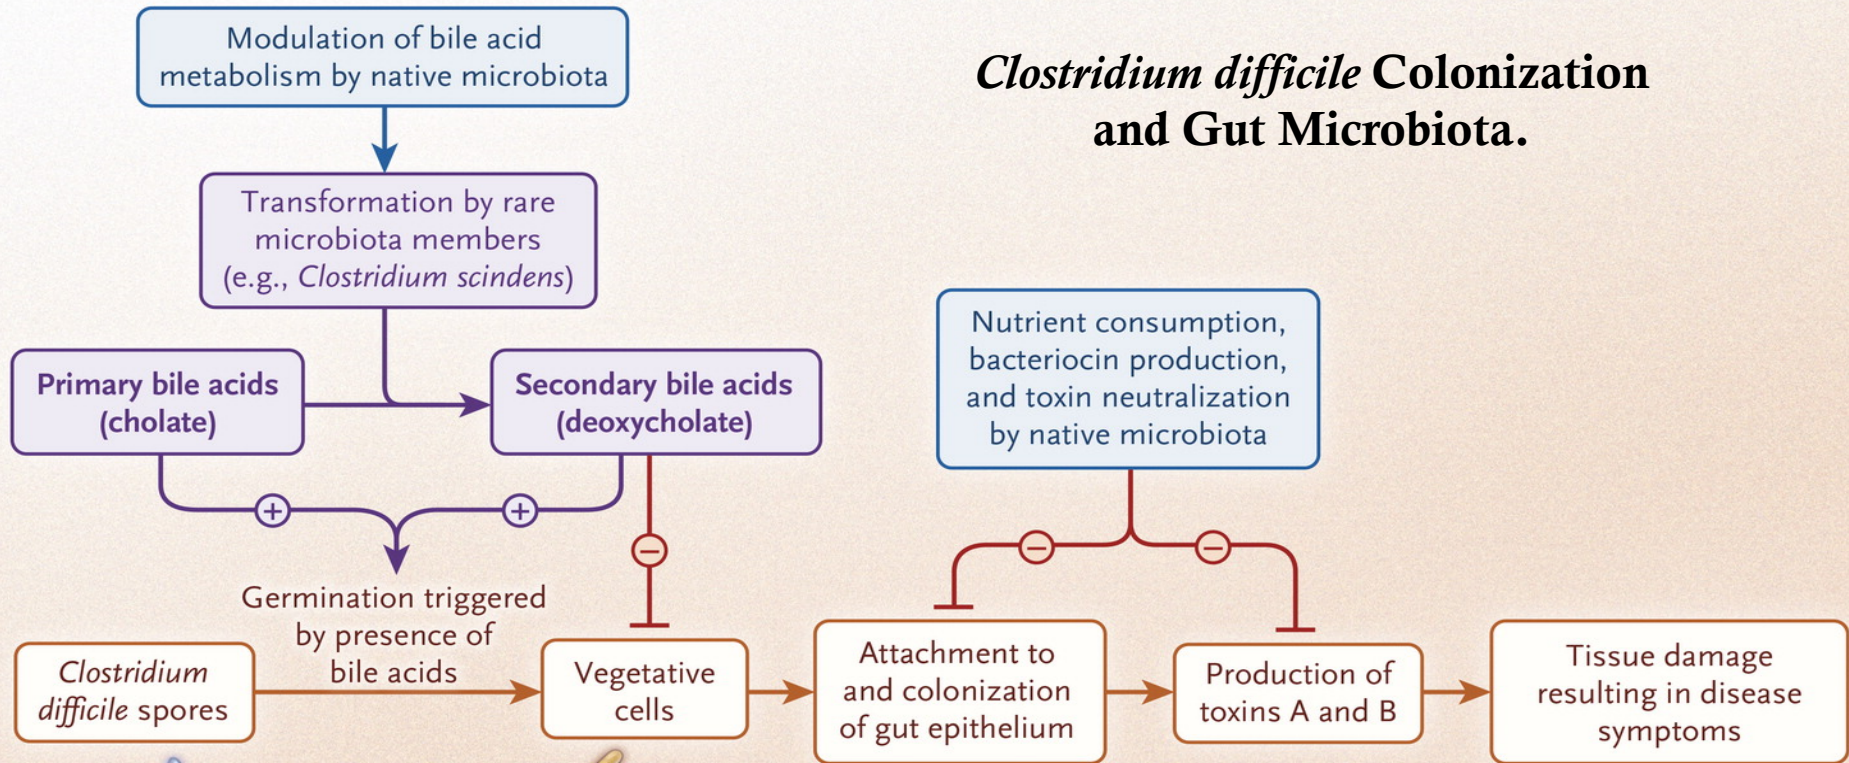 Modulation of bile acid
metabolism by native microbiota
Clostridium difficile Colonization
and Gut Microbiota.
Transformation by rare
microbiota members
(e.g., Clostridium scindens)
Primary bile acids
(cholate)
Secondary bile acids
(deoxycholate)
Nutrient consumption,
bacteriocin production,
and toxin neutralization
by native microbiota
+
+
−
−
−
Germination triggered
by presence of
bile acids
Clostridium
difficile spores
Vegetative
cells
Attachment to
and colonization
of gut epithelium
Production of
toxins A and B
Tissue damage
resulting in disease
symptoms